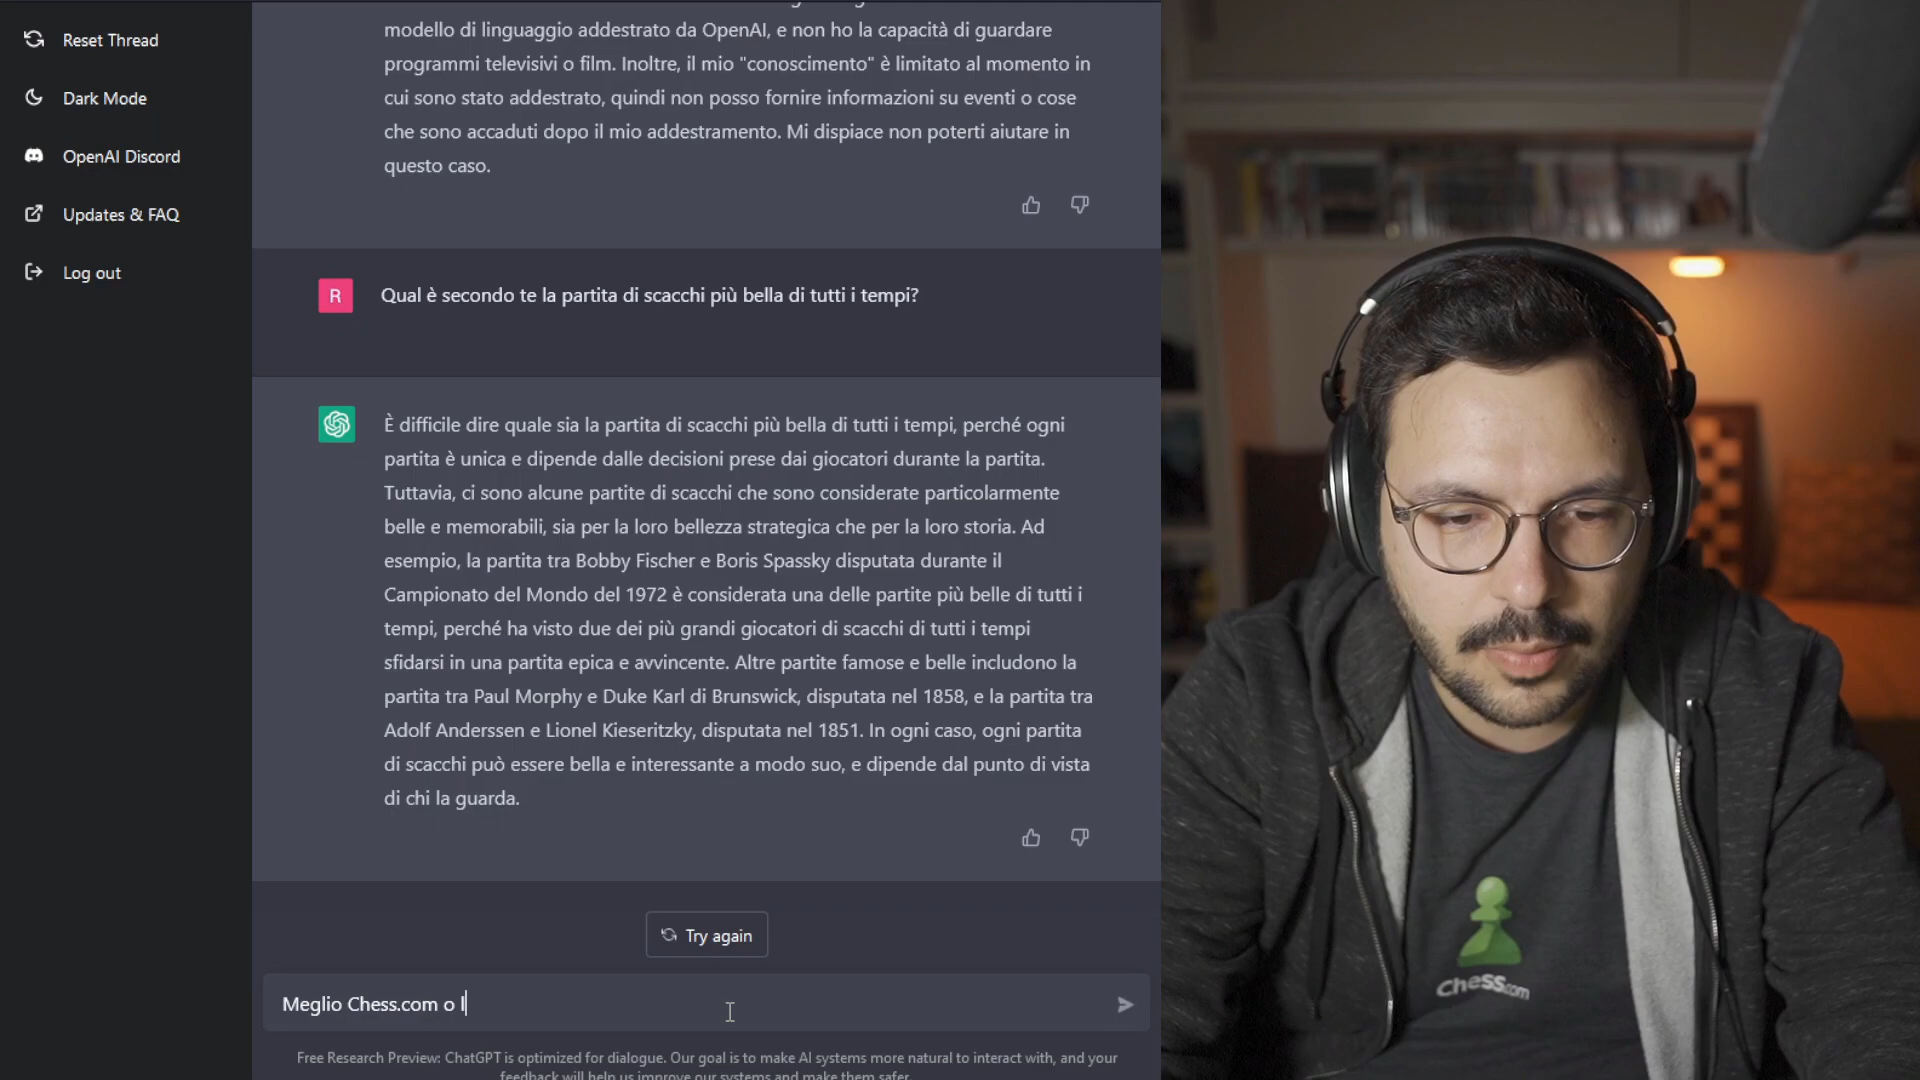 Reset Thread
Dark Mode
OpenAI Discord
Updates & FAQ
Log out
modello di linguaggio addestrato da OpenAI, e non ho la capacità di guardare
programmi televisivi o film. Inoltre, il mio "conoscimento" è limitato al momento in
cui sono stato addestrato, quindi non posso fornire informazioni su eventi o cose
che sono accaduti dopo il mio addestramento. Mi dispiace non poterti aiutare in
questo caso.
R
Qual è secondo te la partita di scacchi più bella di tutti i tempi?
È difficile dire quale sia la partita di scacchi più bella di tutti i tempi, perché ogni
partita è unica e dipende dalle decisioni prese dai giocatori durante la partita.
Tuttavia, ci sono alcune partite di scacchi che sono considerate particolarmente
belle e memorabili, sia per la loro bellezza strategica che per la loro storia. Ad
esempio, la partita tra Bobby Fischer e Boris Spassky disputata durante il
Campionato del Mondo del 1972 è considerata una delle partite più belle di tutti i
tempi, perché ha visto due dei più grandi giocatori di scacchi di tutti i tempi
sfidarsi in una partita epica e avvincente. Altre partite famose e belle includono la
partita tra Paul Morphy e Duke Karl di Brunswick, disputata nel 1858, e la partita tra
Adolf Anderssen e Lionel Kieseritzky, disputata nel 1851. In ogni caso, ogni partita
di scacchi può essere bella e interessante a modo suo, e dipende dal punto di vista
di chi la guarda.
Try again
Meglio Chess.com o l
Free Research Preview: ChatGPT is optimized for dialogue. Our goal is to make AI systems more natural to interact with, and your
feedback will help us improve our systems and make them safer.
Chess.com